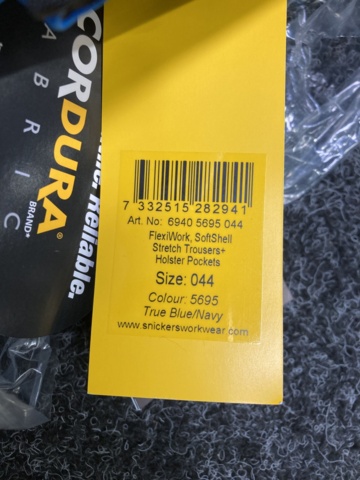 CORDURA
BRAND®
ABRIC
reliable.
7 332515 282941
Art. No: 6940 5695 044
FlexiWork, SoftShell
Stretch Trousers+
Holster Pockets
Size: 044
Colour: 5695
True Blue/Navy
www.snickersworkwear.com